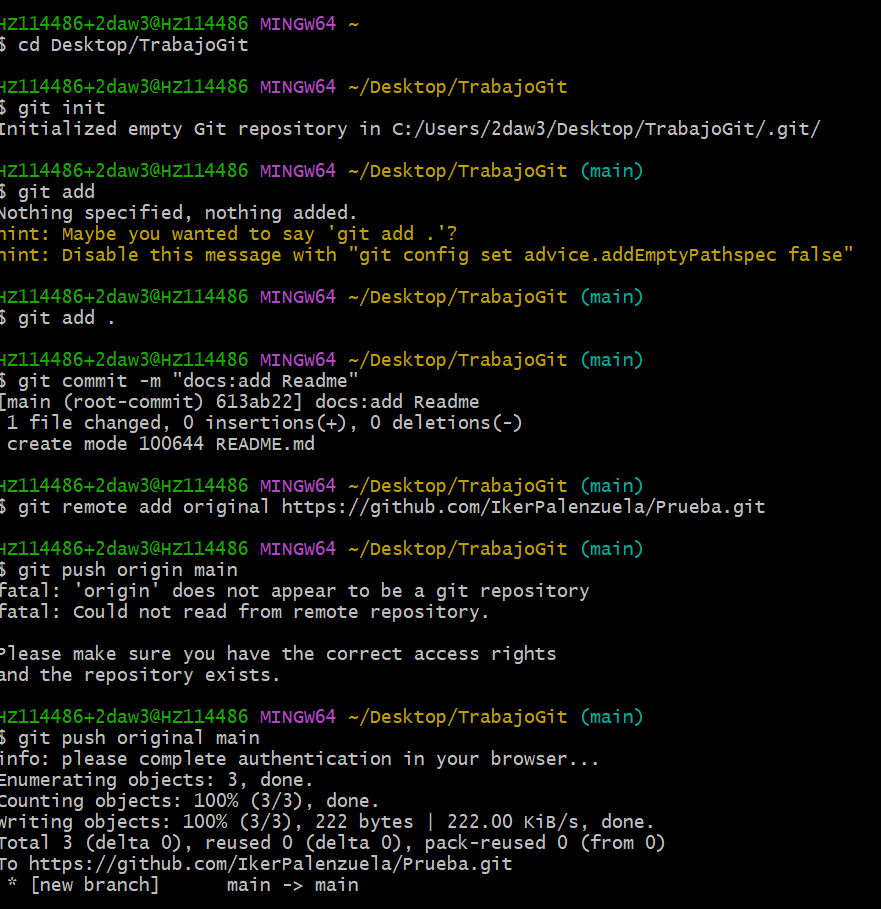 HZ114486+2daw3@HZ114486 MINGW64 ~
$ cd Desktop/TrabajoGit
HZ114486+2daw3@HZ114486 MINGW64 ~/Desktop/TrabajoGit
$ git init
Initialized empty Git repository in C:/Users/2daw3/Desktop/TrabajoGit/.git/
HZ114486+2daw3@HZ114486 MINGW64 ~/Desktop/TrabajoGit (main)
$ git add
Nothing specified, nothing added.
hint: Maybe you wanted to say 'git add .'?
hint: Disable this message with "git config set advice.addEmptyPathspec false"
HZ114486+2daw3@HZ114486 MINGW64 ~/Desktop/TrabajoGit (main)
$ git add .
HZ114486+2daw3@HZ114486 MINGW64 ~/Desktop/TrabajoGit (main)
$ git commit -m "docs:add Readme"
[main (root-commit) 613ab22] docs:add Readme
1 file changed, 0 insertions(+), 0 deletions(-)
create mode 100644 README.md
HZ114486+2daw3@HZ114486 MINGW64 ~/Desktop/TrabajoGit (main)
$ git remote add original https://github.com/IkerPalenzuela/Prueba.git
HZ114486+2daw3@HZ114486 MINGW64 ~/Desktop/TrabajoGit (main)
$ git push origin main
fatal: 'origin' does not appear to be a git repository
fatal: Could not read from remote repository.
Please make sure you have the correct access rights
and the repository exists.
HZ114486+2daw3@HZ114486 MINGW64 ~/Desktop/TrabajoGit (main)
$ git push original main
info: please complete authentication in your browser...
Enumerating objects: 3, done.
Counting objects: 100% (3/3), done.
Writing objects: 100% (3/3), 222 bytes | 222.00 KiB/s, done.
Total 3 (delta 0), reused 0 (delta 0), pack-reused 0 (from 0)
To https://github.com/IkerPalenzuela/Prueba.git
* [new branch]      main -> main